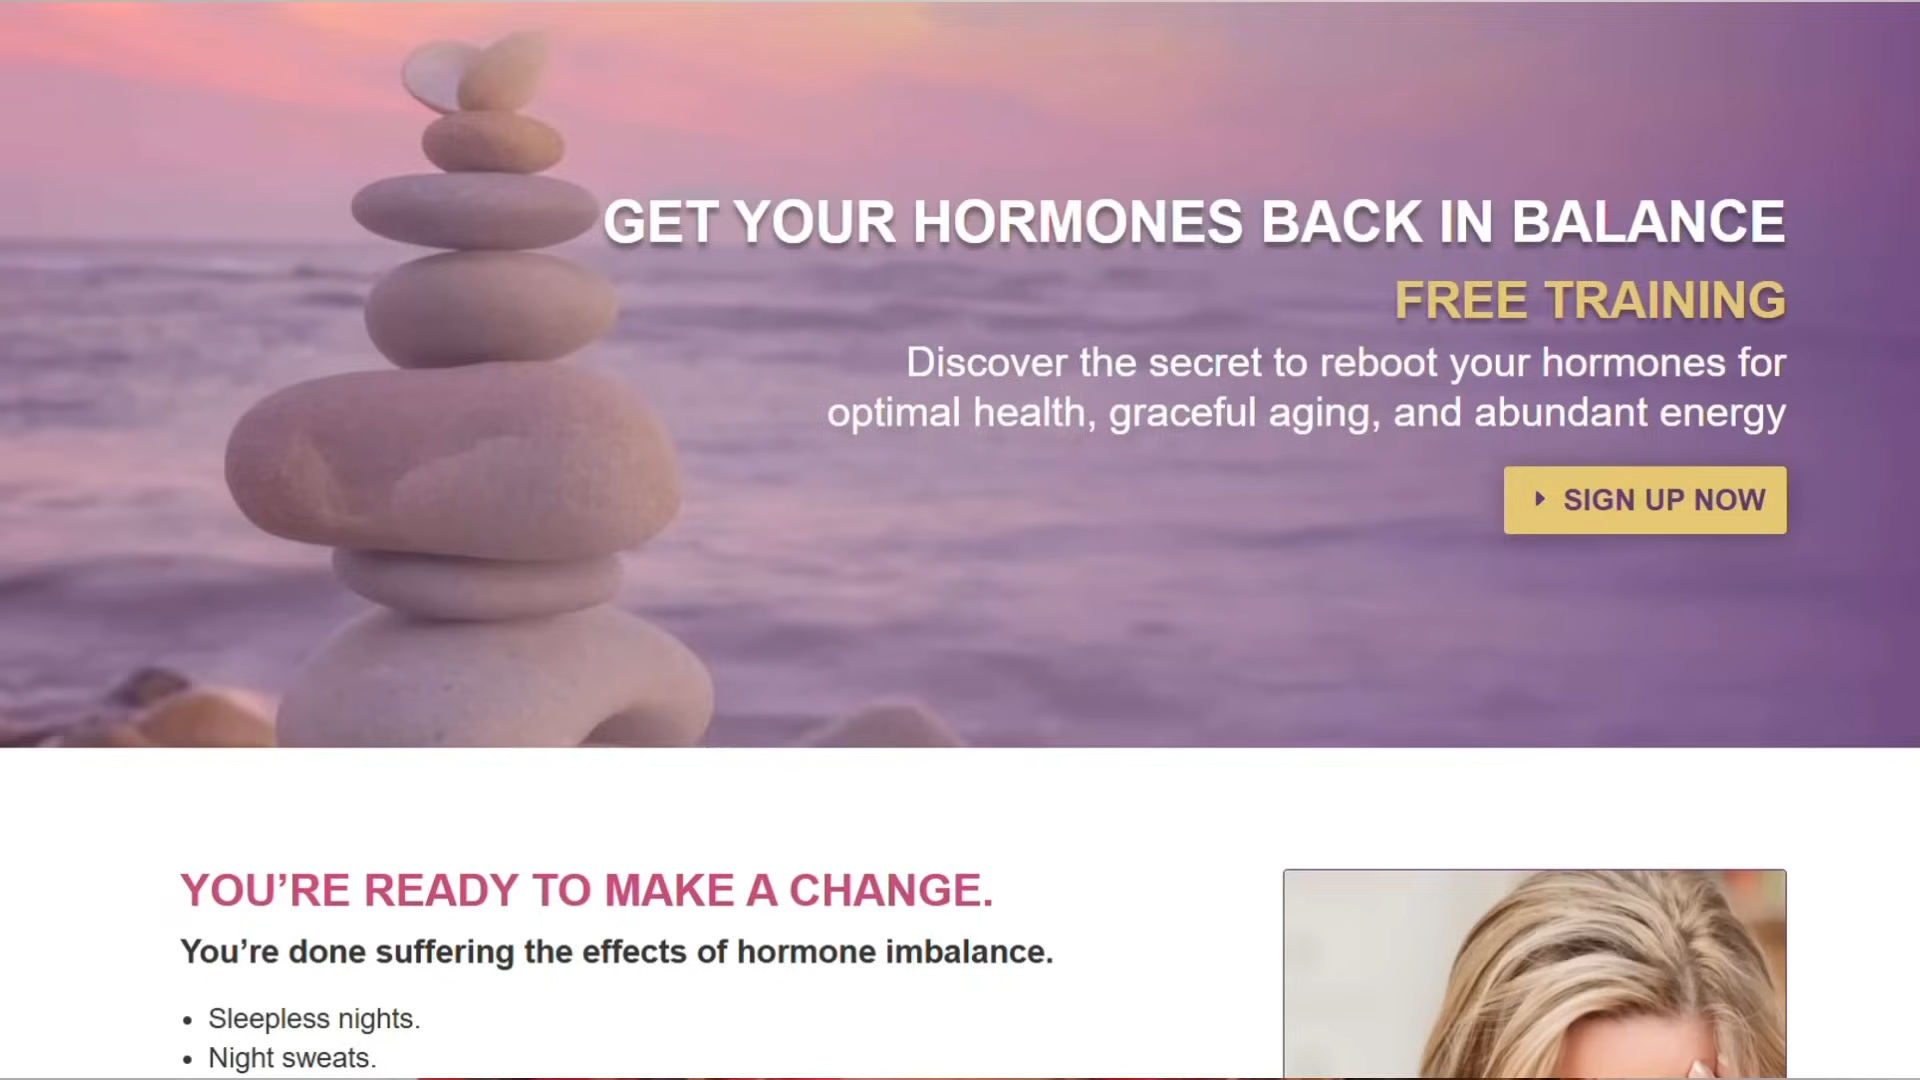 GET YOUR HORMONES BACK IN BALANCE
FREE TRAINING
Discover the secret to reboot your hormones for
optimal health, graceful aging, and abundant energy
SIGN UP NOW
YOU’RE READY TO MAKE A CHANGE.
You’re done suffering the effects of hormone imbalance.
• Sleepless nights.
• Night sweats.